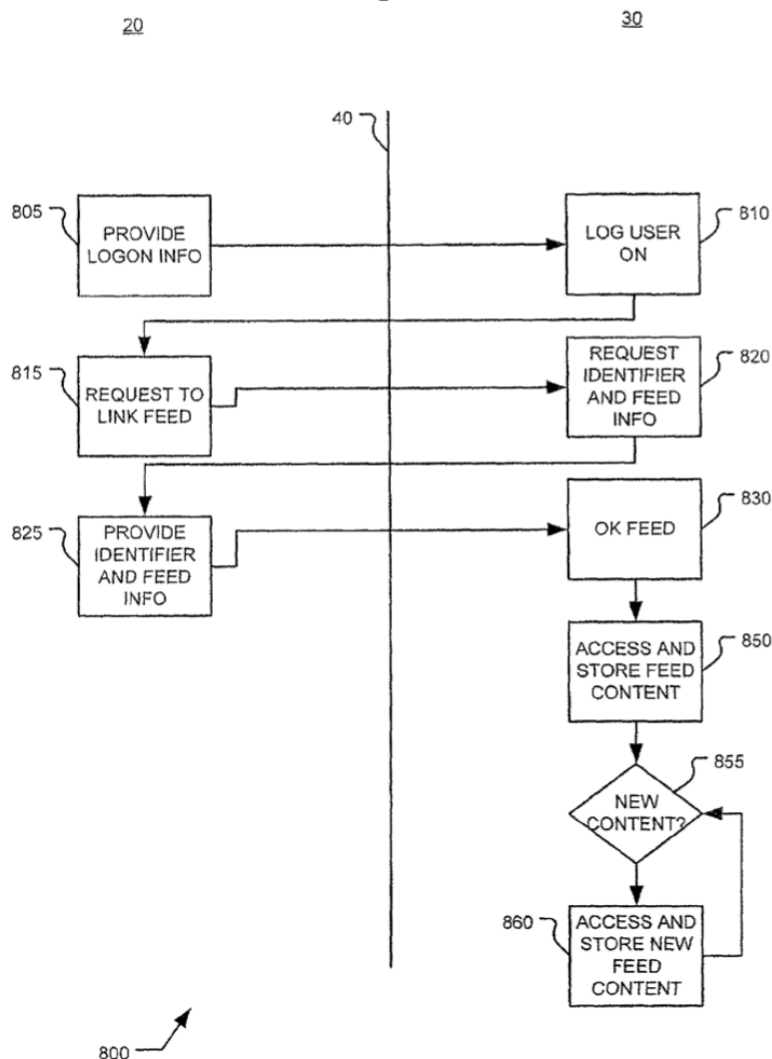 20
30
40
805
PROVIDE
LOGON INFO
LOG USER
ON
810
815
REQUEST TO
LINK FEED
REQUEST
IDENTIFIER
AND FEED
INFO
820
825
PROVIDE
IDENTIFIER
AND FEED
INFO
OK FEED
830
ACCESS AND
STORE FEED
CONTENT
850
NEW
CONTENT?
855
860
ACCESS AND
STORE NEW
FEED
CONTENT
800